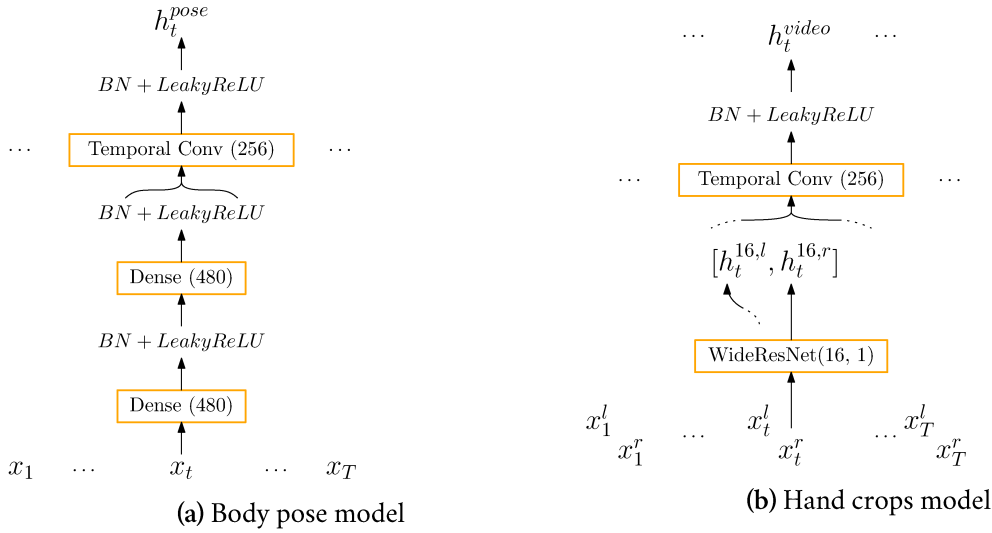 h_t^{pose}
BN + LeakyReLU
... Temporal Conv (256) ...
BN + LeakyReLU
Dense (480)
BN + LeakyReLU
Dense (480)
x_1 ... x_t ... x_T
(a) Body pose model
... h_t^{video} ...
BN + LeakyReLU
... Temporal Conv (256) ...
[h_t^{16,l}, h_t^{16,r}]
WideResNet(16, 1)
x_1^l x_t^l x_T^l
x_1^r ... x_t^r ... x_T^r
(b) Hand crops model